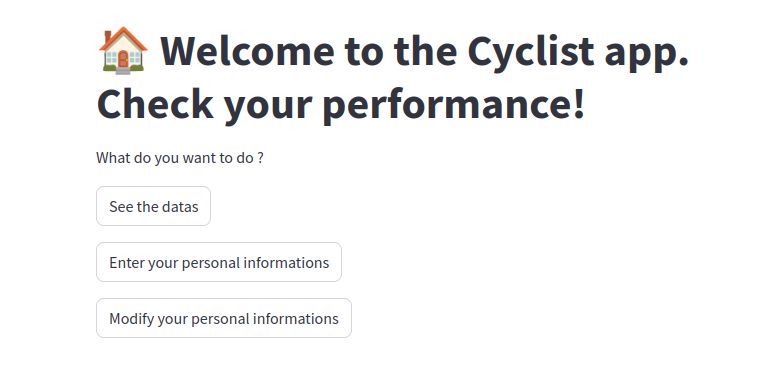 Welcome to the Cyclist app.
Check your performance!
What do you want to do ?
See the datas
Enter your personal informations
Modify your personal informations